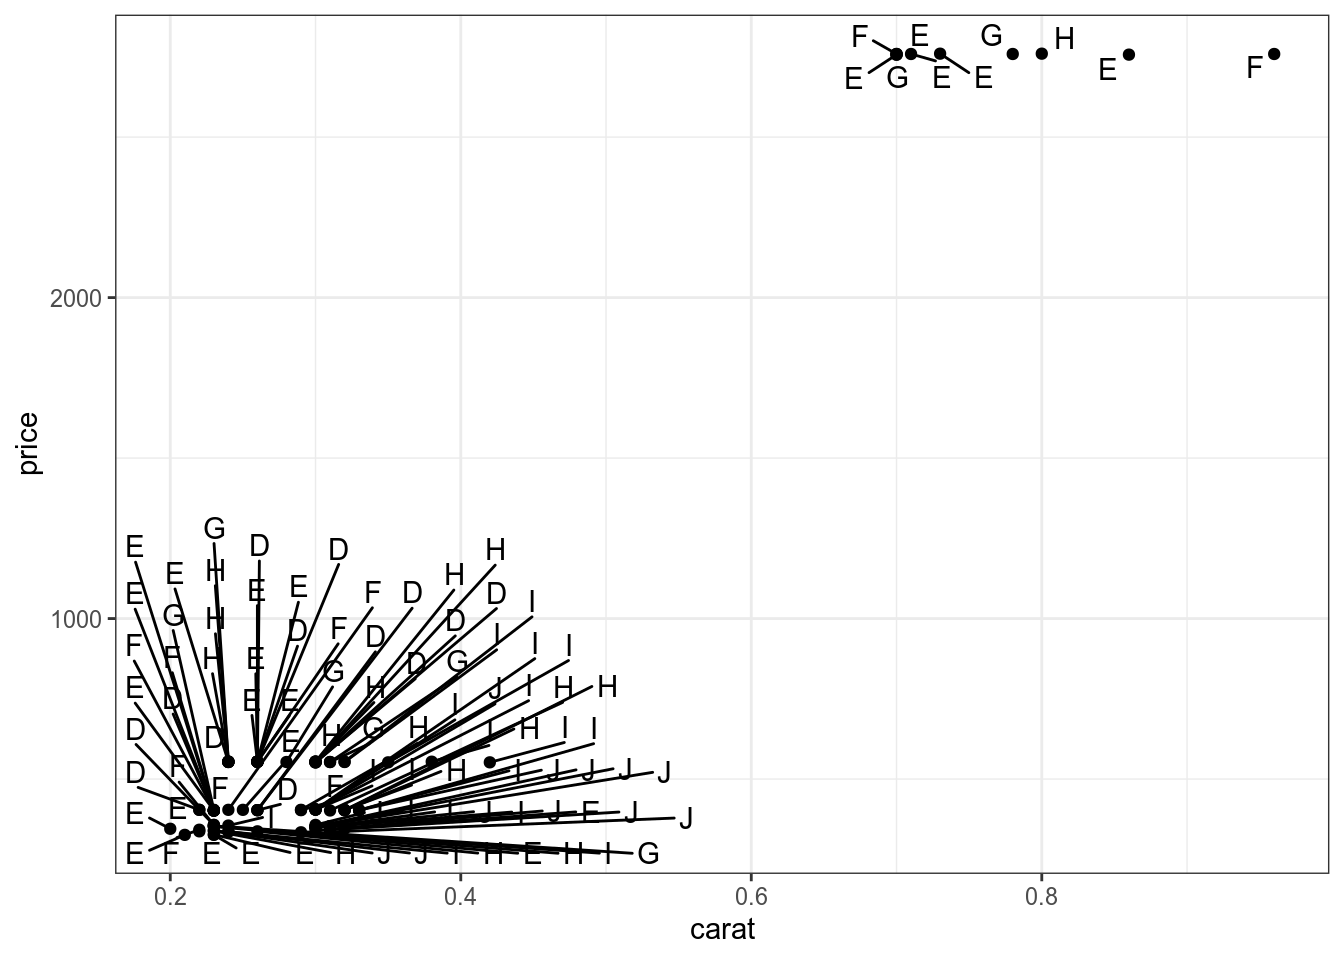 F E G H
E G E E E F
2000
price
G
E D D H
E H H
E E E F D D I
1000
G H D F D D I I I
F F H E G D G
E D E E H J I H H
D D E H G H I H I I
D F H J J J J
E E F D
E F E E E H J J I H E H I G
J
0.2 0.4 0.6 0.8
carat